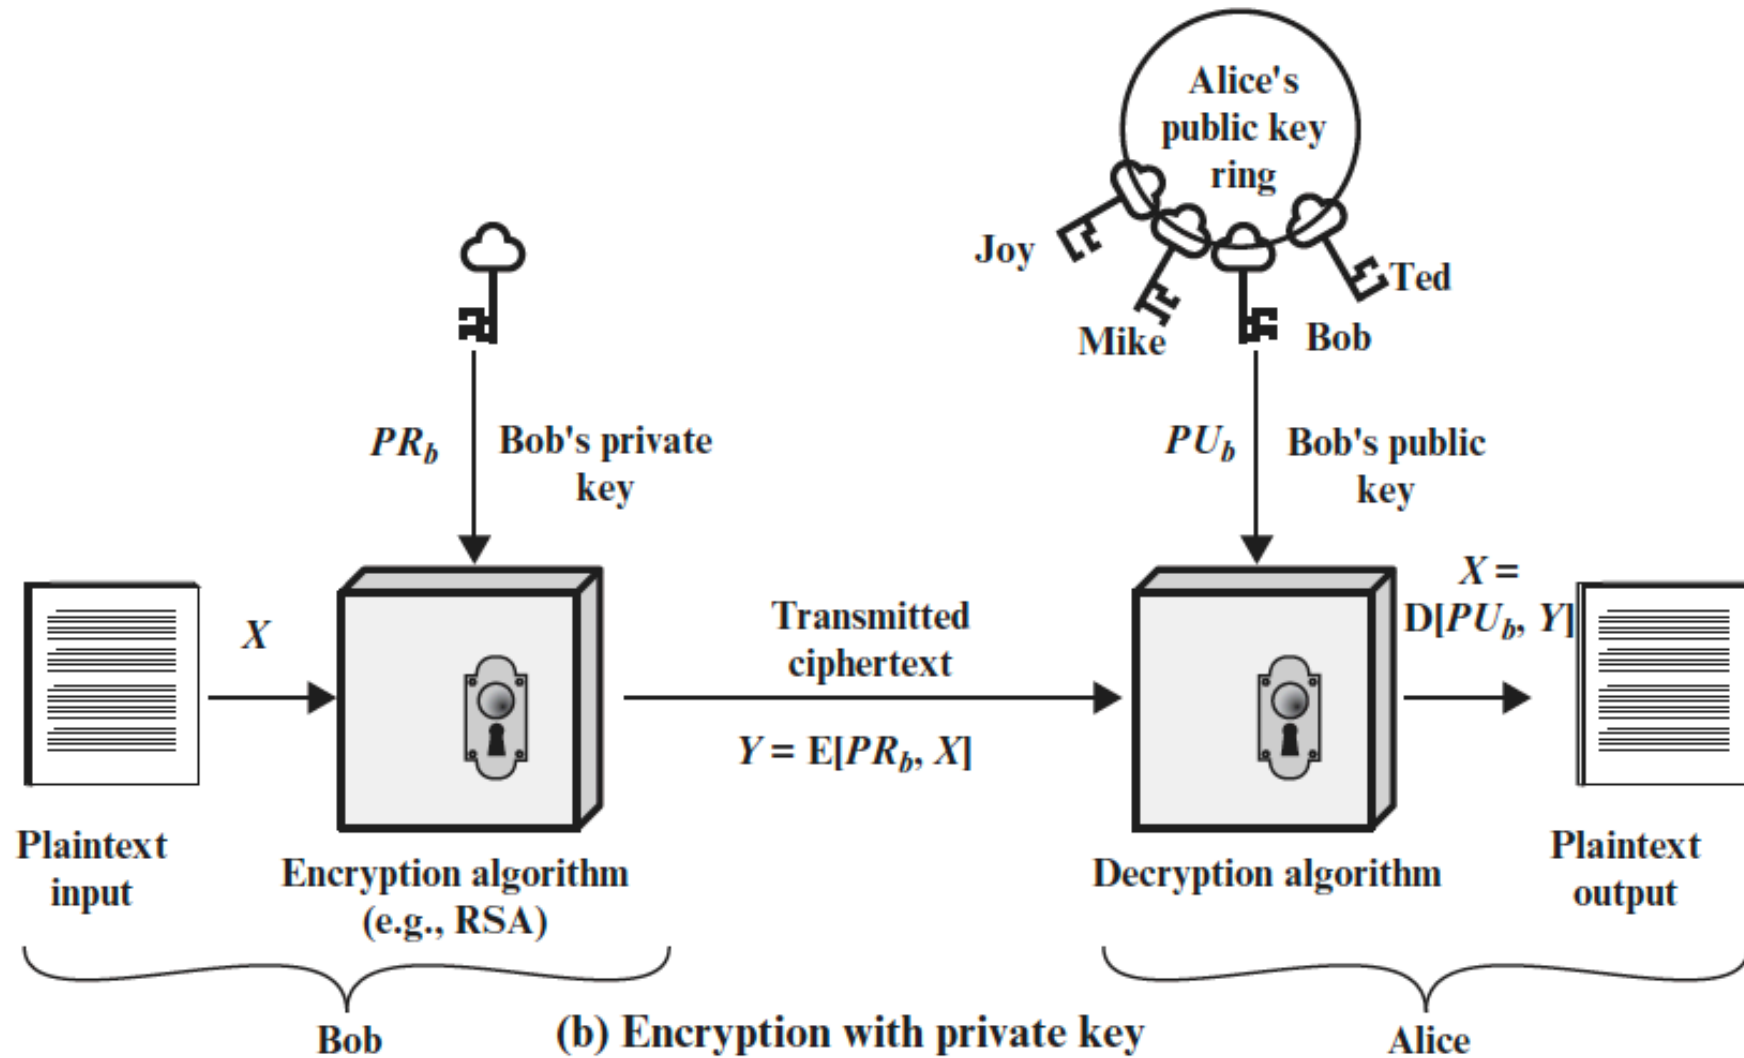 Alice's
public key
ring
Joy
Mike
Bob
Ted
PR_b
Bob's private
key
PU_b
Bob's public
key
X
Transmitted
ciphertext
Y = E[PR_b, X]
X =
D[PU_b, Y]
Plaintext
input
Encryption algorithm
(e.g., RSA)
Decryption algorithm
Plaintext
output
Bob
(b) Encryption with private key
Alice